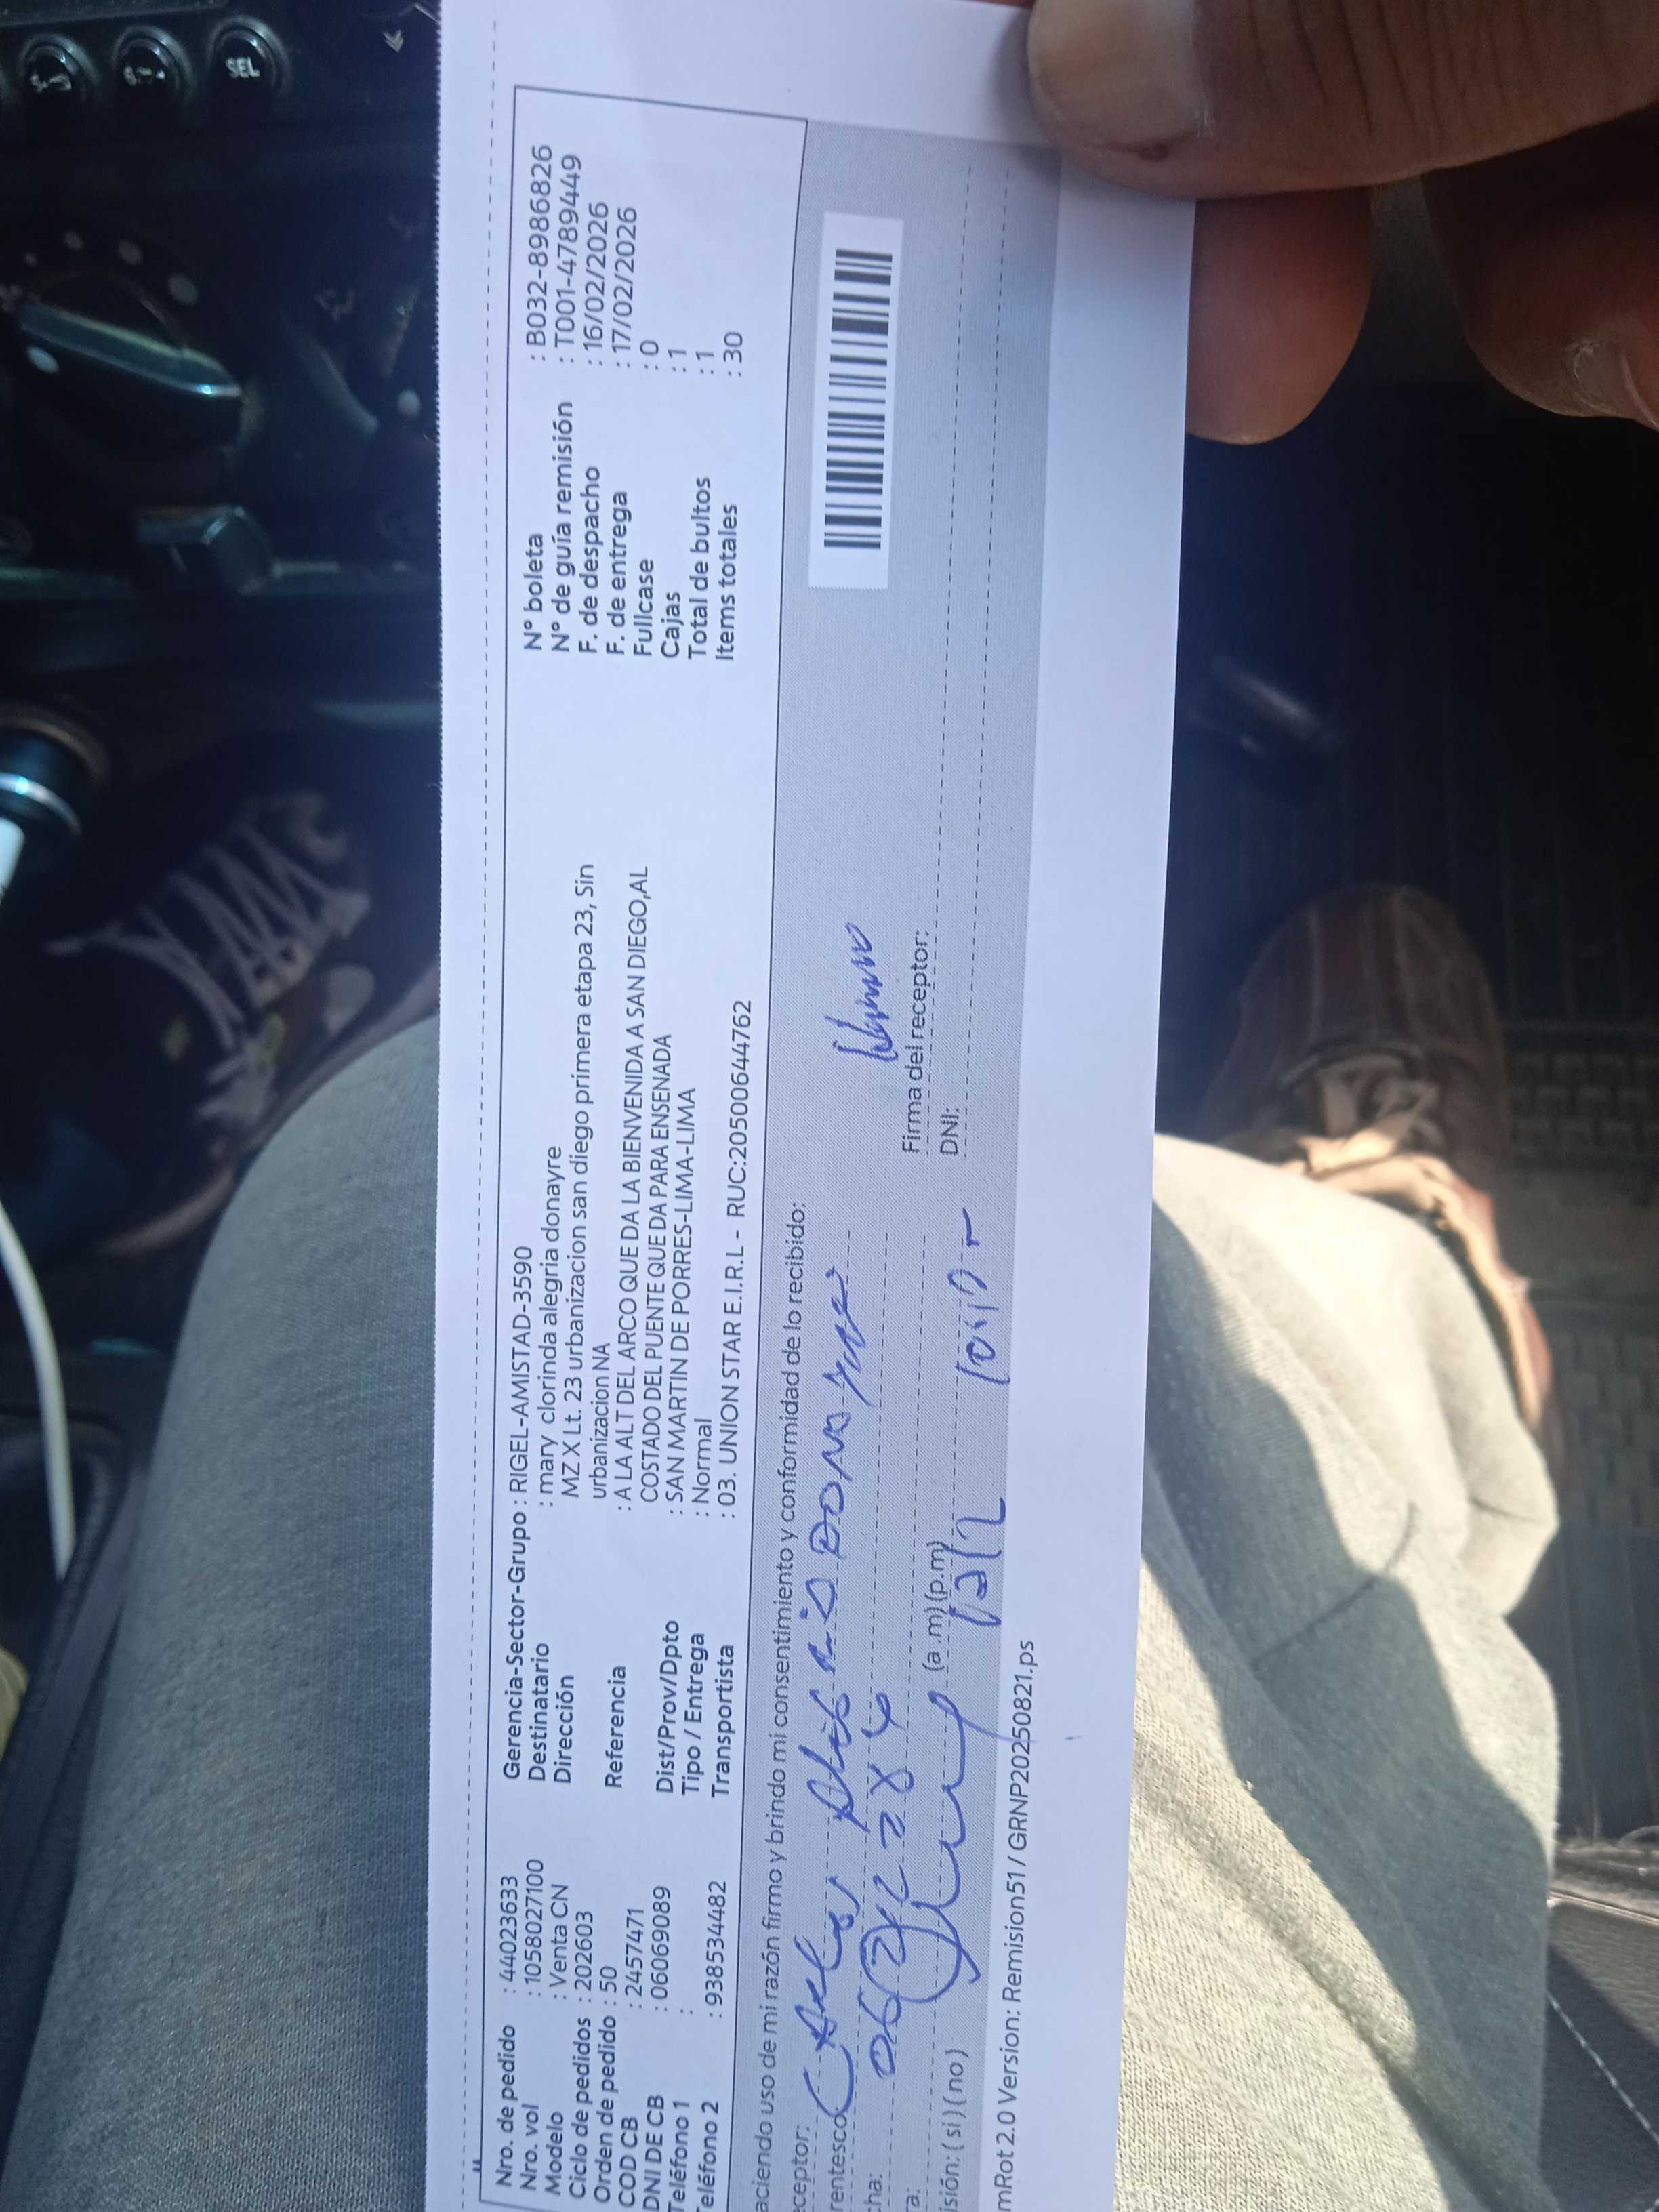 SEL
Nro. de pedido : 44023633
Nro. vol : 1058027100
Modelo : Venta CN
Ciclo de pedidos : 202603
Orden de pedido : 50
COD CB : 2457471
DNI DE CB : 06069089
Teléfono 1 :
eléfono 2 : 938534482
Gerencia-Sector-Grupo : RIGEL-AMISTAD-3590
Destinatario : mary clorinda alegria donayre
Dirección MZ X Lt. 23 urbanizacion san diego primera etapa 23, Sin
urbanizacion NA
Referencia : A LA ALT DEL ARCO QUE DA LA BIENVENIDA A SAN DIEGO,AL
COSTADO DEL PUENTE QUE DA PARA ENSENADA
Dist/Prov/Dpto : SAN MARTIN DE PORRES-LIMA-LIMA
Tipo / Entrega : Normal
Transportista : 03. UNION STAR E.I.R.L - RUC:20500644762
N° boleta : B032-8986826
N° de guía remisión : T001-4789449
F. de despacho : 16/02/2026
F. de entrega : 17/02/2026
Fullcase : 0
Cajas : 1
Total de bultos : 1
Items totales : 30
aciendo uso de mi razón firmo y brindo mi consentimiento y conformidad de lo recibido:
ceptor:
rentesco
cha:
ra: (a.m) (p.m)
isión: ( si ) ( no )
Firma del receptor:
DNI:
mRot 2.0 Version: Remision51 / GRNP20250821.ps